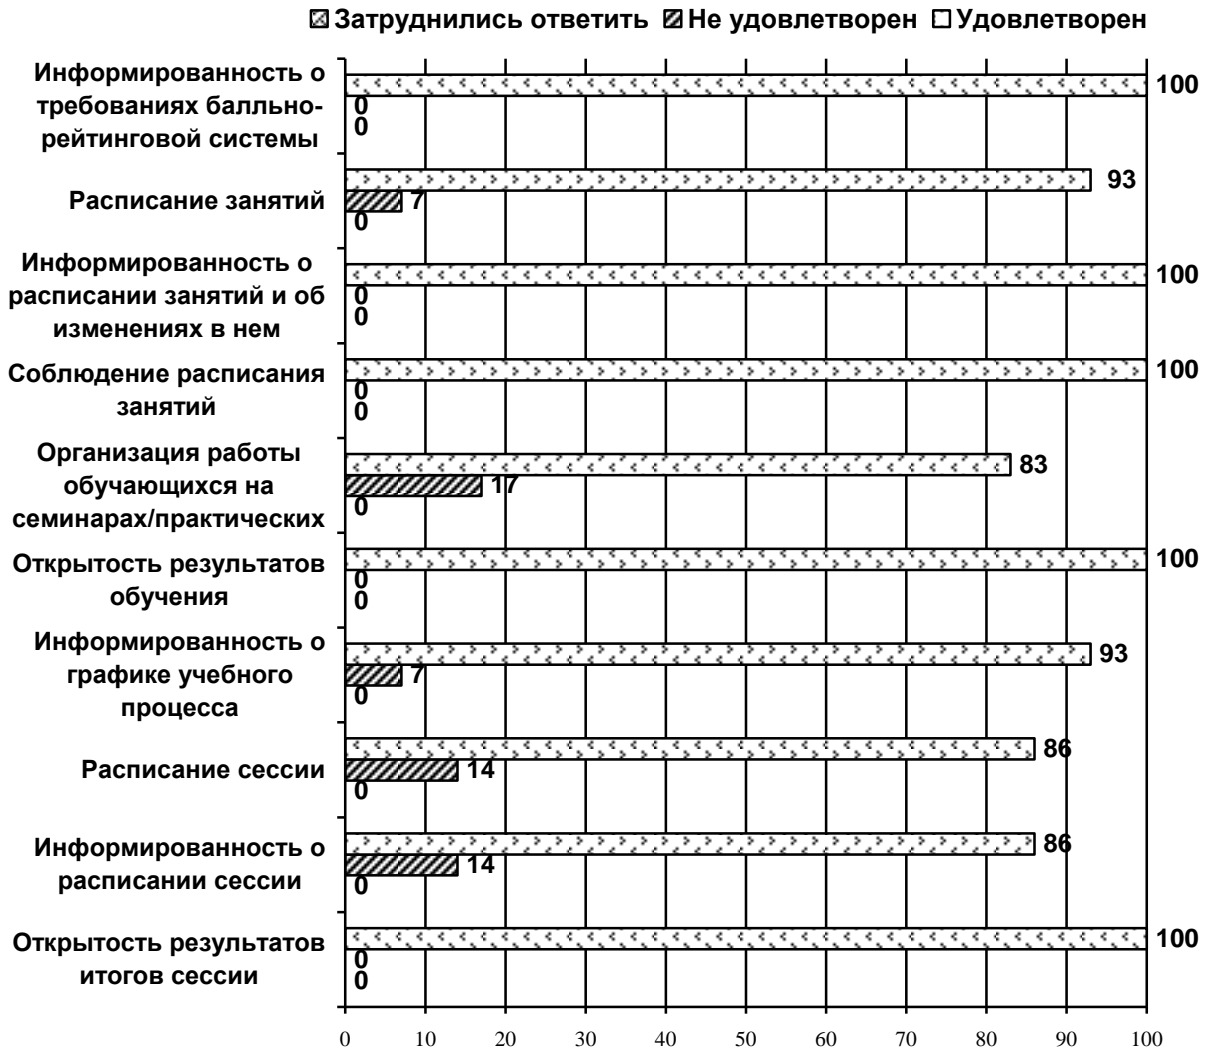 Затруднились ответить Не удовлетворен Удовлетворен
Информированность о
требованиях балльно-
рейтинговой системы
100
0
0
Расписание занятий
93
7
0
Информированность о
расписании занятий и об
изменениях в нем
100
0
0
Соблюдение расписания
занятий
100
0
0
Организация работы
обучающихся на
семинарах/практических
83
17
0
Открытость результатов
обучения
100
0
0
Информированность о
графике учебного
процесса
93
7
0
Расписание сессии
86
14
0
Информированность о
расписании сессии
86
14
0
Открытость результатов
итогов сессии
100
0
0
0 10 20 30 40 50 60 70 80 90 100